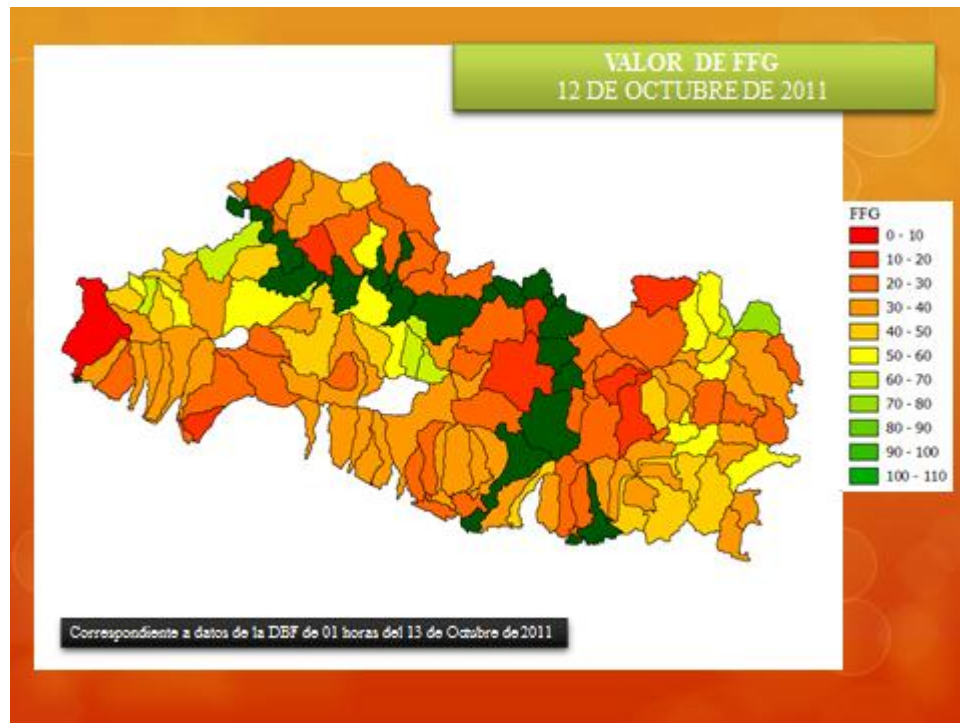 VALOR DE FFG
12 DE OCTUBRE DE 2011
FFG
0 - 10
10 - 20
20 - 30
30 - 40
40 - 50
50 - 60
60 - 70
70 - 80
80 - 90
90 - 100
100 - 110
Correspondiente a datos de la DBF de 01 horas del 13 de Octubre de 2011